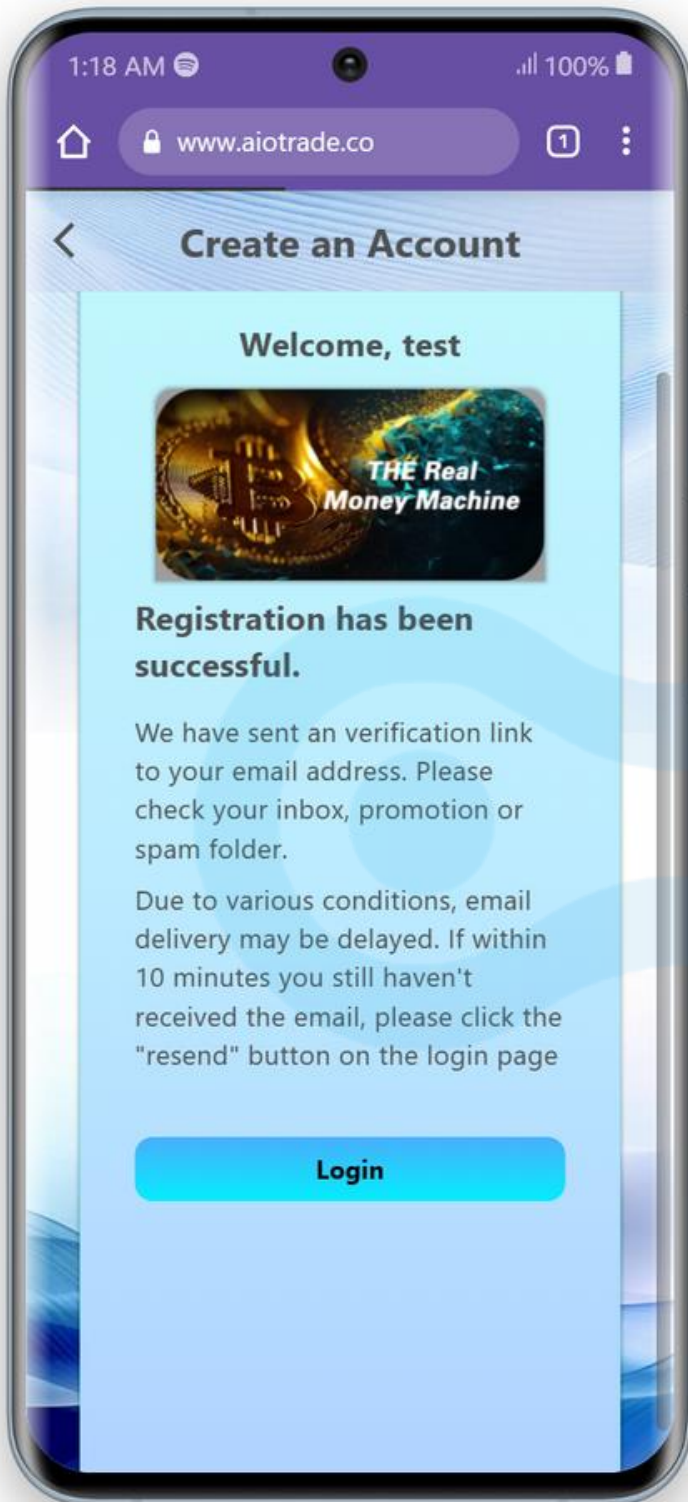 1:18 AM 100%
www.aiotrade.co 1
Create an Account
Welcome, test
THE Real
Money Machine
Registration has been
successful.
We have sent an verification link
to your email address. Please
check your inbox, promotion or
spam folder.
Due to various conditions, email
delivery may be delayed. If within
10 minutes you still haven't
received the email, please click the
"resend" button on the login page
Login